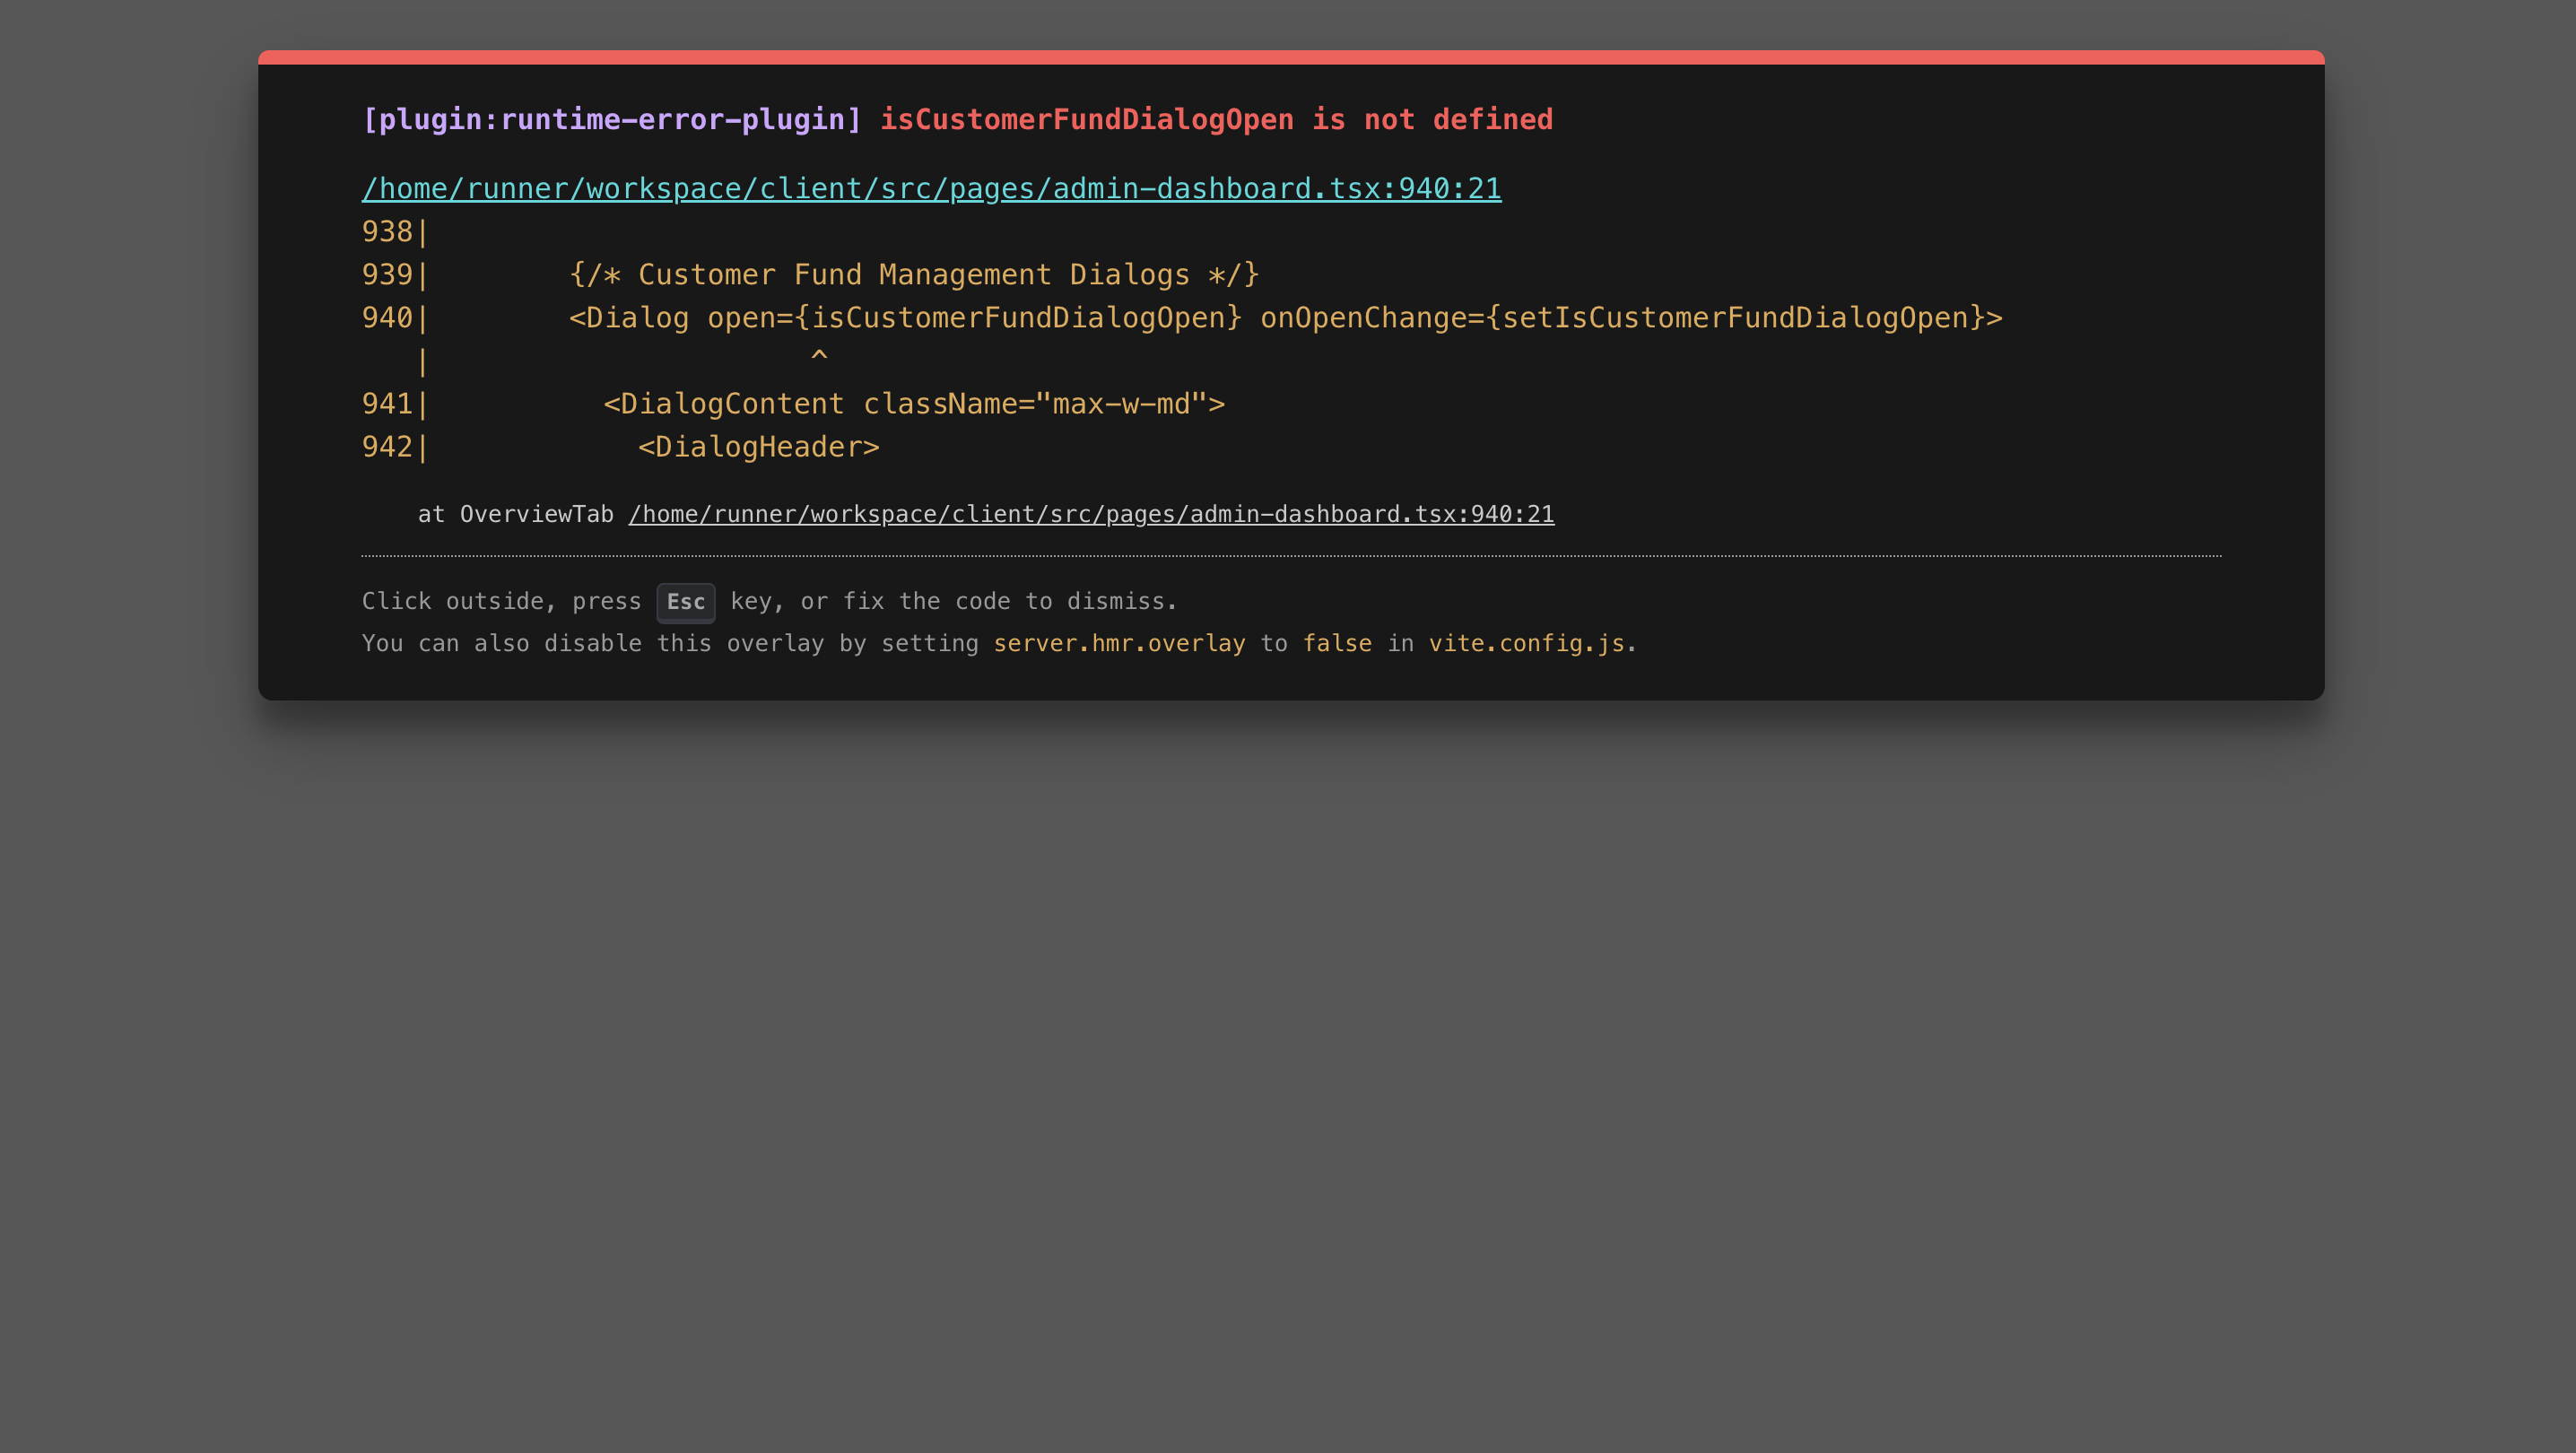 [plugin:runtime-error-plugin] isCustomerFundDialogOpen is not defined
/home/runner/workspace/client/src/pages/admin-dashboard.tsx:940:21
938|
939|        {/* Customer Fund Management Dialogs */}
940|        <Dialog open={isCustomerFundDialogOpen} onOpenChange={setIsCustomerFundDialogOpen}>
   |                      ^
941|          <DialogContent className="max-w-md">
942|            <DialogHeader>
    at OverviewTab /home/runner/workspace/client/src/pages/admin-dashboard.tsx:940:21
Click outside, press Esc key, or fix the code to dismiss.
You can also disable this overlay by setting server.hmr.overlay to false in vite.config.js.